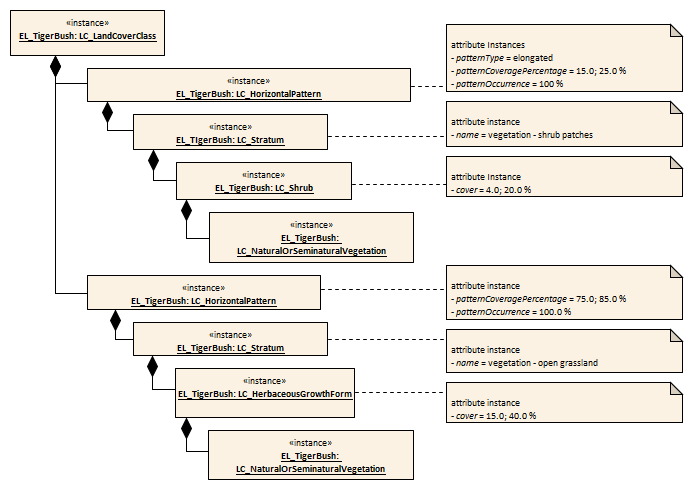 «instance»
EL_TigerBush: LC_LandCoverClass
«instance»
EL_TigerBush: LC_HorizontalPattern
attribute Instances
- patternType = elongated
- patternCoveragePercentage = 15.0; 25.0 %
- patternOccurrence = 100 %
«instance»
EL_TIgerBush: LC_Stratum
attribute instance
- name = vegetation - shrub patches
«instance»
EL_TigerBush: LC_Shrub
attribute Instance
- cover = 4.0; 20.0 %
«instance»
EL_TigerBush:
LC_NaturalOrSeminaturalVegetation
«instance»
EL_TigerBush: LC_HorizontalPattern
attribute instance
- patternCoveragePercentage = 75.0; 85.0 %
- patternOccurrence = 100.0 %
«instance»
EL_TigerBush: LC_Stratum
attribute instance
- name = vegetation - open grassland
«instance»
EL_TigerBush: LC_HerbaceousGrowthForm
attribute instance
- cover = 15.0; 40.0 %
«instance»
EL_TigerBush:
LC_NaturalOrSeminaturalVegetation